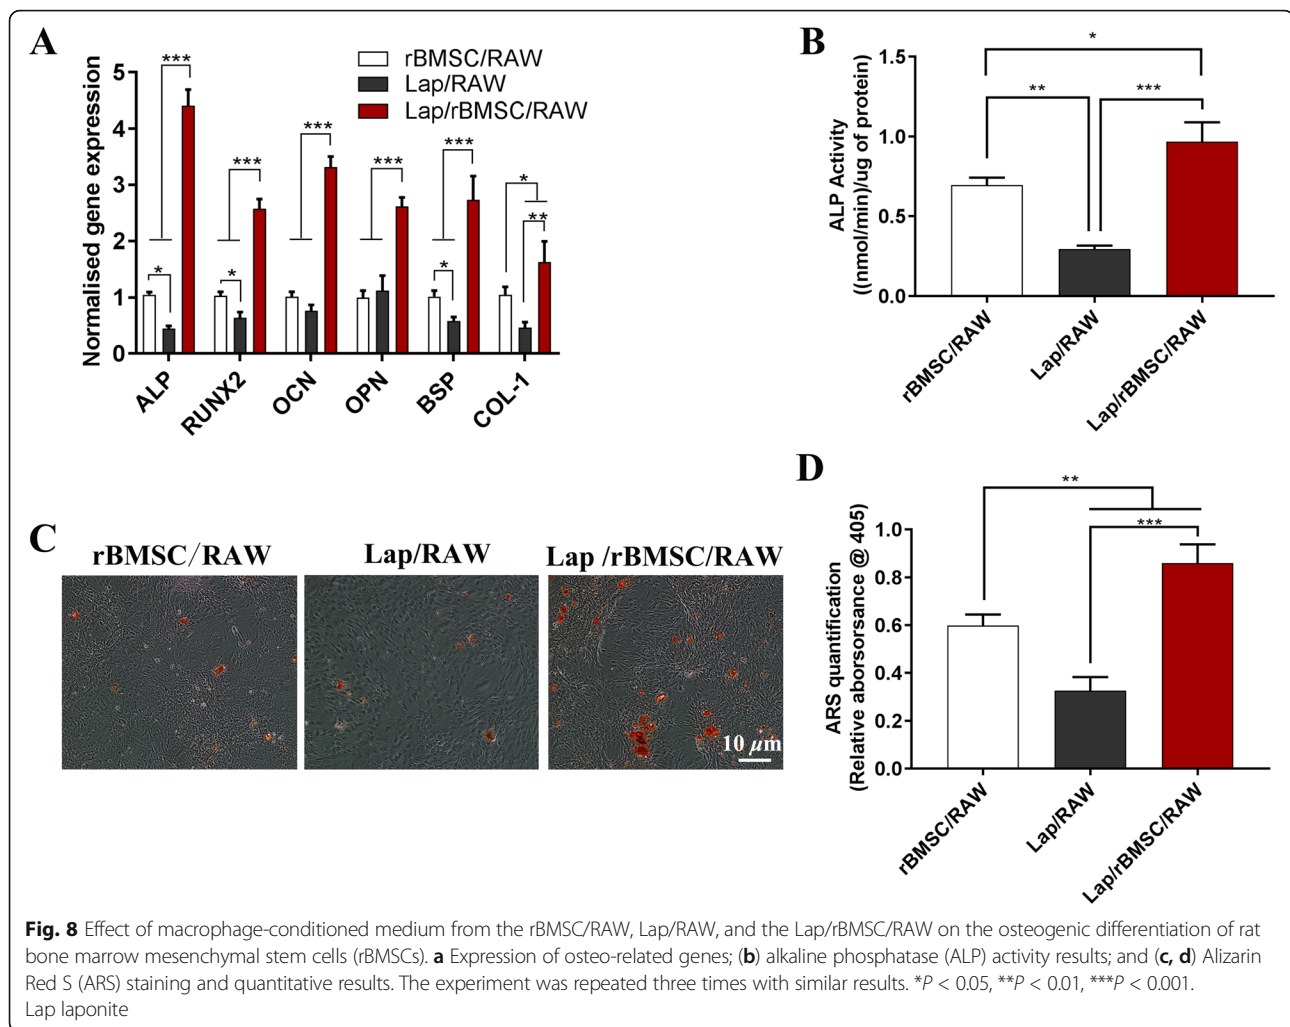 A
rBMSC/RAW
Lap/RAW
Lap/rBMSC/RAW
Normalised gene expression
5
4
3
2
1
0
***
*
***
*
***
***
***
*
*
**
ALP
RUNX2
OCN
OPN
BSP
COL-1
B
ALP Activity
((nmol/min)/ug of protein)
1.5
1.0
0.5
0.0
*
**
***
rBMSC/RAW
Lap/RAW
Lap/rBMSC/RAW
C
rBMSC/RAW
Lap/RAW
Lap /rBMSC/RAW
10 μm
D
ARS quantification
(Relative aborsorsance @ 405)
1.0
0.8
0.6
0.4
0.2
0.0
**
***
rBMSC/RAW
Lap/RAW
Lap/rBMSC/RAW
Fig. 8 Effect of macrophage-conditioned medium from the rBMSC/RAW, Lap/RAW, and the Lap/rBMSC/RAW on the osteogenic differentiation of rat
bone marrow mesenchymal stem cells (rBMSCs). a Expression of osteo-related genes; (b) alkaline phosphatase (ALP) activity results; and (c, d) Alizarin
Red S (ARS) staining and quantitative results. The experiment was repeated three times with similar results. *P < 0.05, **P < 0.01, ***P < 0.001.
Lap laponite